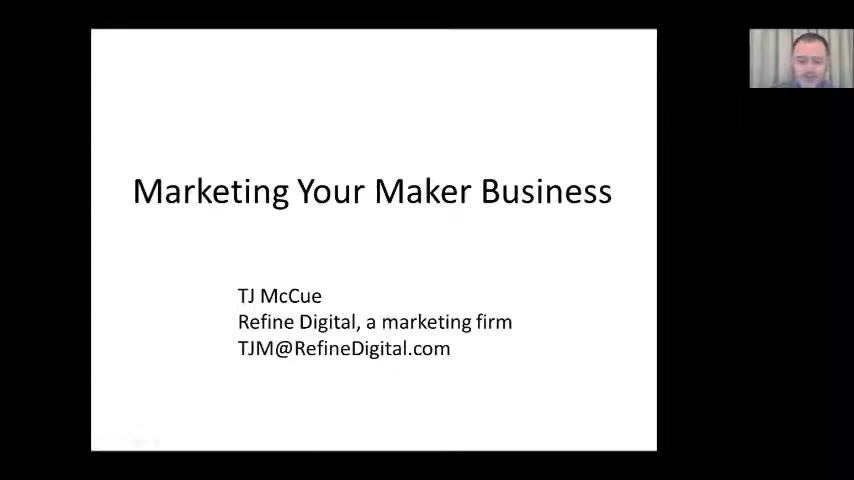 Marketing Your Maker Business
TJ McCue
Refine Digital, a marketing firm
TJM@RefineDigital.com